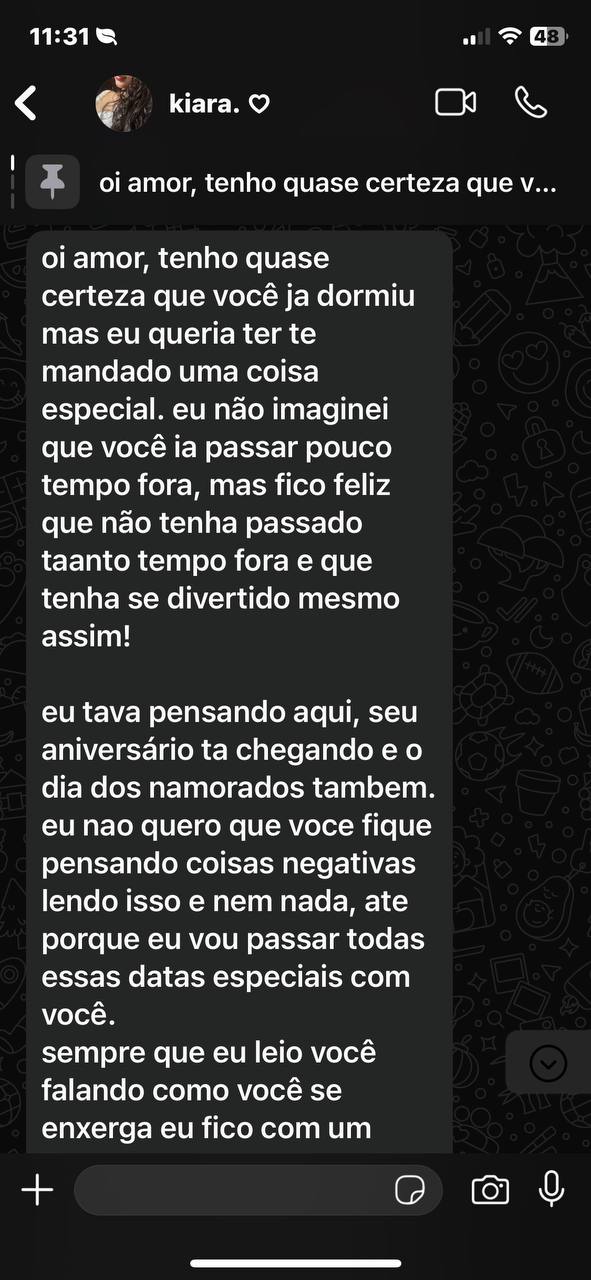 11:31
48
kiara. ♡
oi amor, tenho quase certeza que v...
oi amor, tenho quase
certeza que você ja dormiu
mas eu queria ter te
mandado uma coisa
especial. eu não imaginei
que você ia passar pouco
tempo fora, mas fico feliz
que não tenha passado
taanto tempo fora e que
tenha se divertido mesmo
assim!
eu tava pensando aqui, seu
aniversário ta chegando e o
dia dos namorados tambem.
eu nao quero que voce fique
pensando coisas negativas
lendo isso e nem nada, ate
porque eu vou passar todas
essas datas especiais com
você.
sempre que eu leio você
falando como você se
enxerga eu fico com um